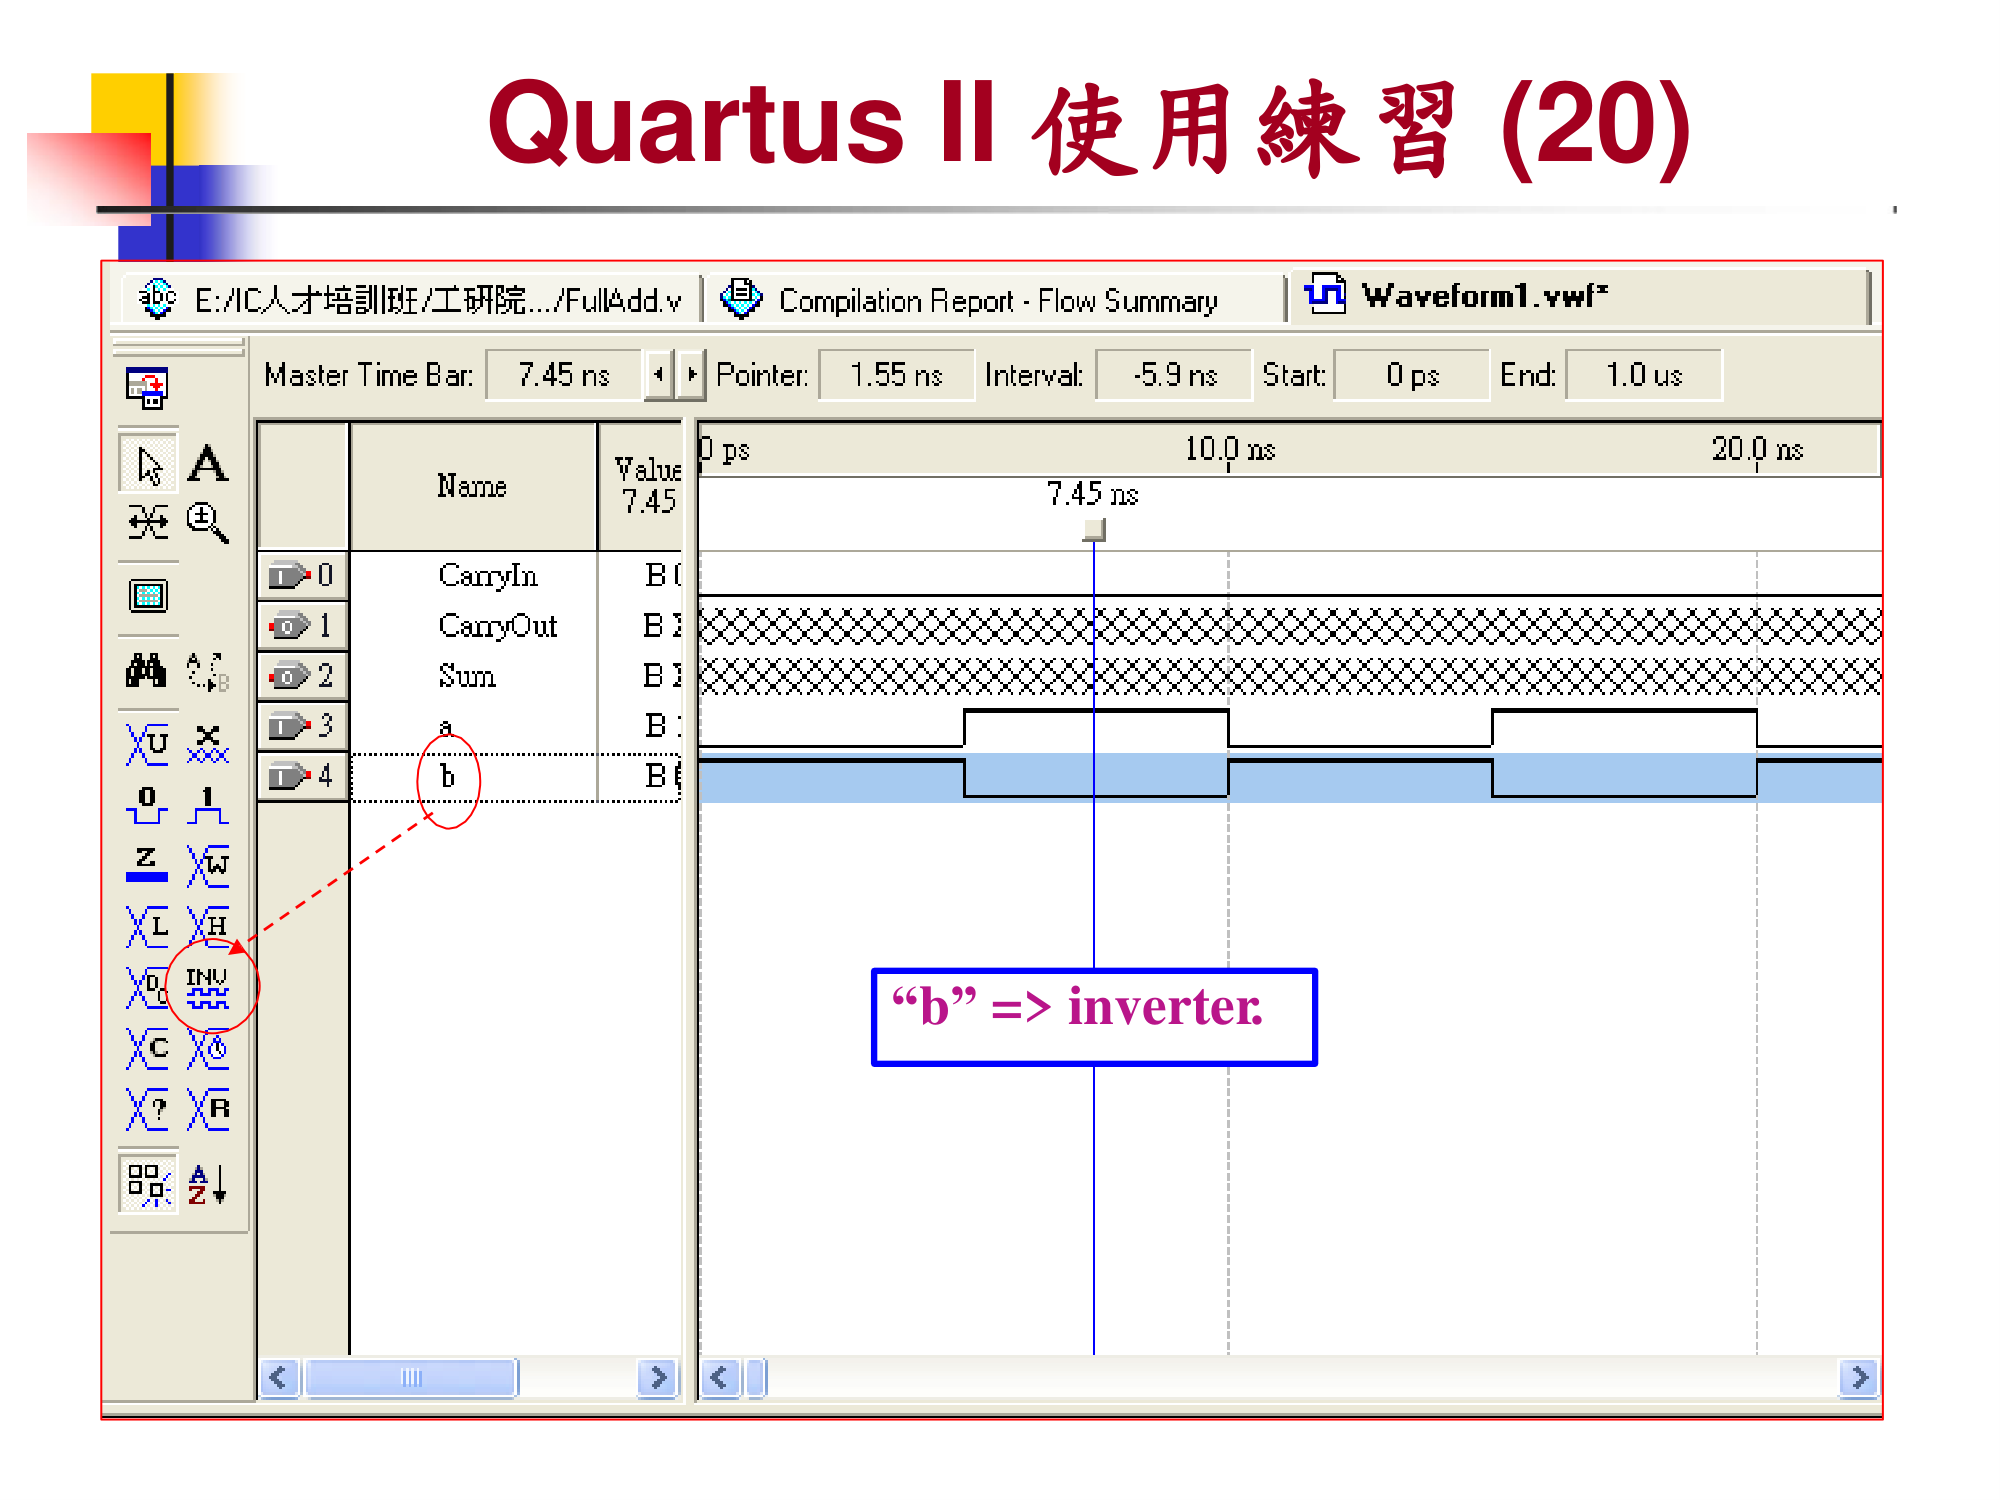 Quartus II 使用練習 (20)
E:/IC人才培訓班/工研院.../FullAdd.v
Compilation Report - Flow Summary
Waveform1.vwf*
Master Time Bar: 7.45 ns Pointer: 1.55 ns Interval: -5.9 ns Start: 0 ps End: 1.0 us
Name
Value
7.45
0 ps 10.0 ns 20.0 ns
7.45 ns
0 CarryIn B
1 CarryOut B
2 Sum B
3 a B
4 b B
A
U X
0 1
Z W
L H
INV
C
? R
A
Z
“b” => inverter.